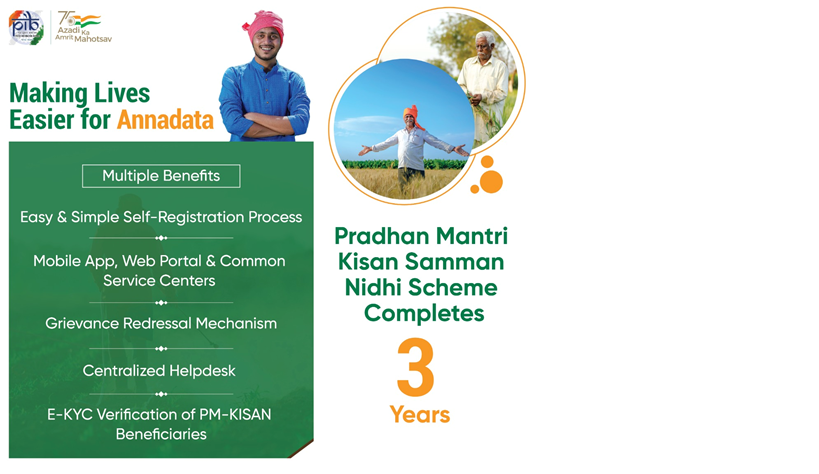 75
Azadi Ka
Amrit Mahotsav
Making Lives
Easier for Annadata
Multiple Benefits
Easy & Simple Self-Registration Process
Mobile App, Web Portal & Common
Service Centers
Grievance Redressal Mechanism
Centralized Helpdesk
E-KYC Verification of PM-KISAN
Beneficiaries
Pradhan Mantri
Kisan Samman
Nidhi Scheme
Completes
3
Years